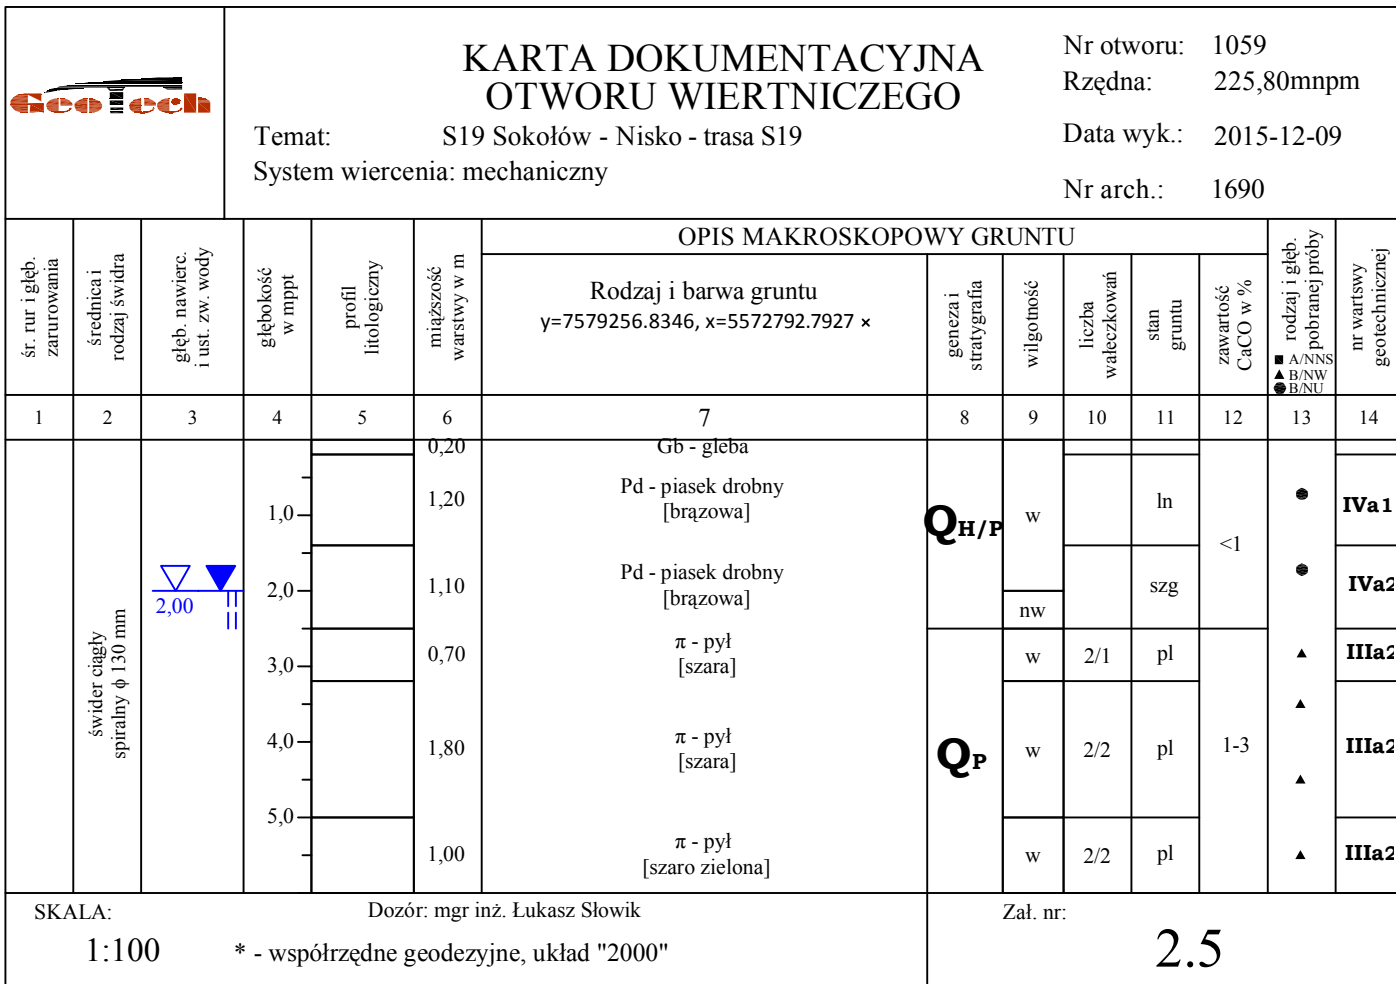 GeoTech
KARTA DOKUMENTACYJNA
OTWORU WIERTNICZEGO
Temat: S19 Sokołów - Nisko - trasa S19
System wiercenia: mechaniczny
Nr otworu: 1059
Rzędna: 225,80mnpm
Data wyk.: 2015-12-09
Nr arch.: 1690
śr. rur i głęb.
zarurowania
średnica i
rodzaj świdra
głęb. nawierc.
i ust. zw. wody
głębokość
w mppt
profil
litologiczny
miąższość
warstwy w m
OPIS MAKROSKOPOWY GRUNTU
Rodzaj i barwa gruntu
y=7579256.8346, x=5572792.7927 ×
geneza i
stratygrafia
wilgotność
liczba
wałeczkowań
stan
gruntu
zawartość
CaCO w %
rodzaj i głęb.
pobranej próby
■ A/NNS
▲ B/NW
● B/NU
nr wartswy
geotechnicznej
1 2 3 4 5 6 7 8 9 10 11 12 13 14
0,20 Gb - gleba
1,20 Pd - piasek drobny
[brązowa]
ln
IVa1
1,0
QH/P
w
<1
2,00
2,0
1,10 Pd - piasek drobny
[brązowa]
szg
IVa2
nw
świder ciągły
spiralny ϕ 130 mm
3,0
0,70 π - pył
[szara]
w 2/1 pl IIIa2
4,0
1,80 π - pył
[szara]
QP
w 2/2 pl 1-3 IIIa2
5,0
1,00 π - pył
[szaro zielona]
w 2/2 pl IIIa2
SKALA:
1:100
Dozór: mgr inż. Łukasz Słowik
* - współrzędne geodezyjne, układ "2000"
Zał. nr:
2.5